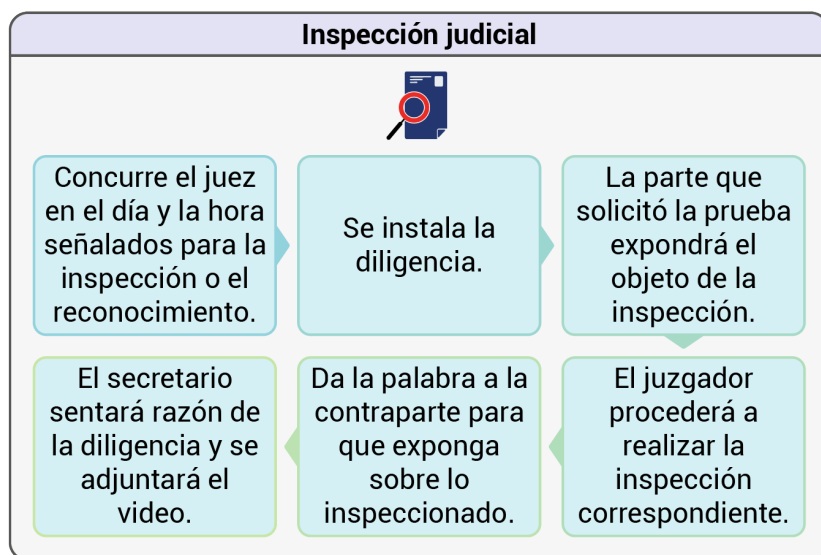 Inspección judicial
Concurre el juez
en el día y la hora
señalados para la
inspección o el
reconocimiento.
Se instala la
diligencia.
La parte que
solicitó la prueba
expondrá el
objeto de la
inspección.
El juzgador
procederá a
realizar la
inspección
correspondiente.
Da la palabra a la
contraparte para
que exponga
sobre lo
inspeccionado.
El secretario
sentará razón de
la diligencia y se
adjuntará el
video.